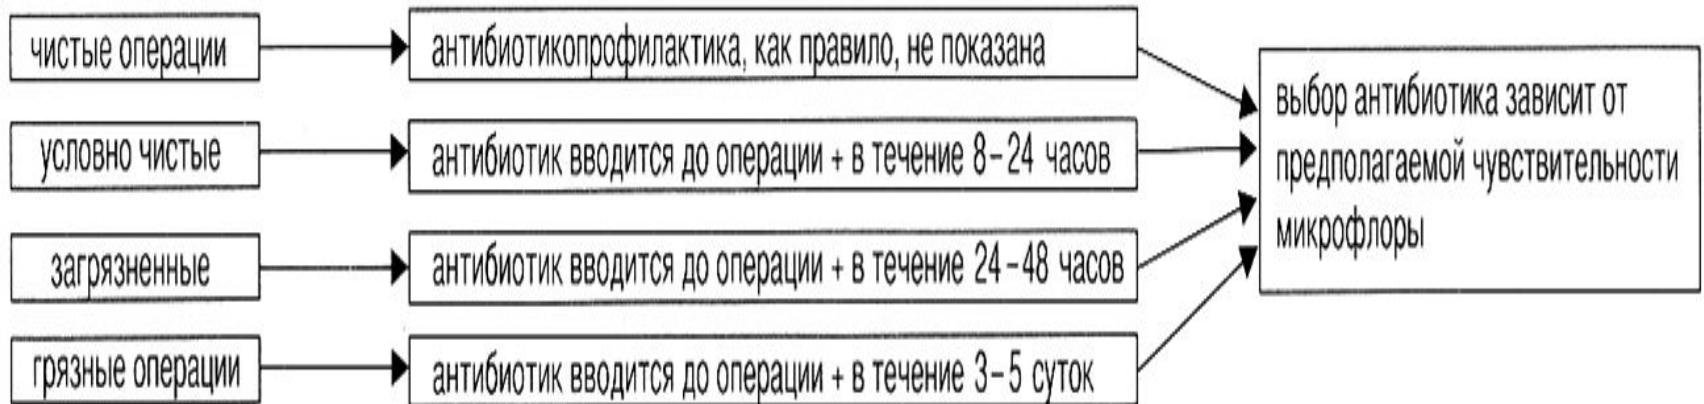 чистые операции
антибиотикопрофилактика, как правило, не показана
условно чистые
антибиотик вводится до операции + в течение 8–24 часов
загрязненные
антибиотик вводится до операции + в течение 24–48 часов
грязные операции
антибиотик вводится до операции + в течение 3–5 суток
выбор антибиотика зависит от
предполагаемой чувствительности
микрофлоры